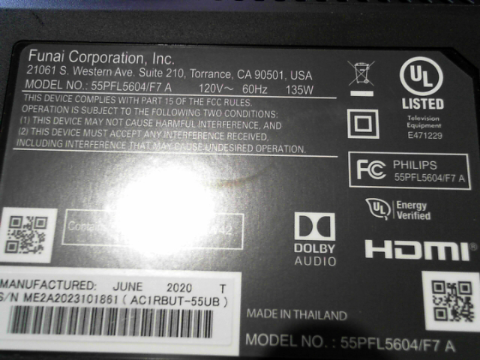 Funai Corporation, Inc.
21061 S. Western Ave. Suite 210, Torrance, CA 90501, USA
MODEL NO.: 55PFL5604/F7 A 120V~ 60Hz 135W
THIS DEVICE COMPLIES WITH PART 15 OF THE FCC RULES.
OPERATION IS SUBJECT TO THE FOLLOWING TWO CONDITIONS:
(1) THIS DEVICE MAY NOT CAUSE HARMFUL INTERFERENCE, AND
(2) THIS DEVICE MUST ACCEPT ANY INTERFERENCE RECEIVED,
INCLUDING INTERFERENCE THAT MAY CAUSE UNDESIRED OPERATION.
UL
LISTED
Television
Equipment
E471229
FC PHILIPS
55PFL5604/F7 A
UL Energy
Verified
DOLBY
AUDIO
HDMI
MANUFACTURED: JUNE 2020 T
S/N ME2A2023101861 (AC1RBUT-55UB)
MADE IN THAILAND
MODEL NO.: 55PFL5604/F7 A